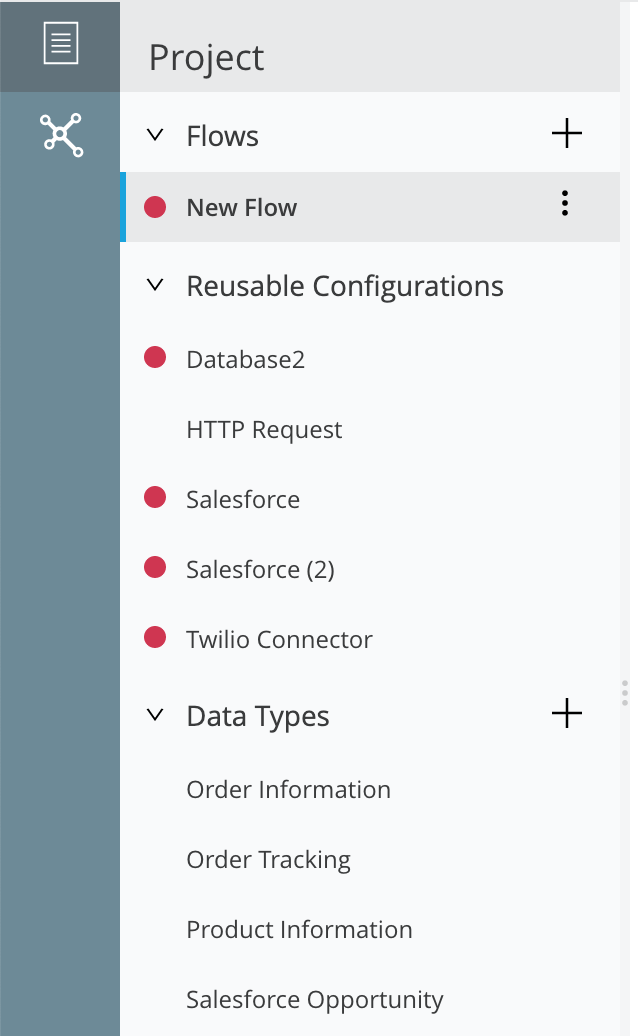 Project
Flows
New Flow
Reusable Configurations
Database2
HTTP Request
Salesforce
Salesforce (2)
Twilio Connector
Data Types
Order Information
Order Tracking
Product Information
Salesforce Opportunity